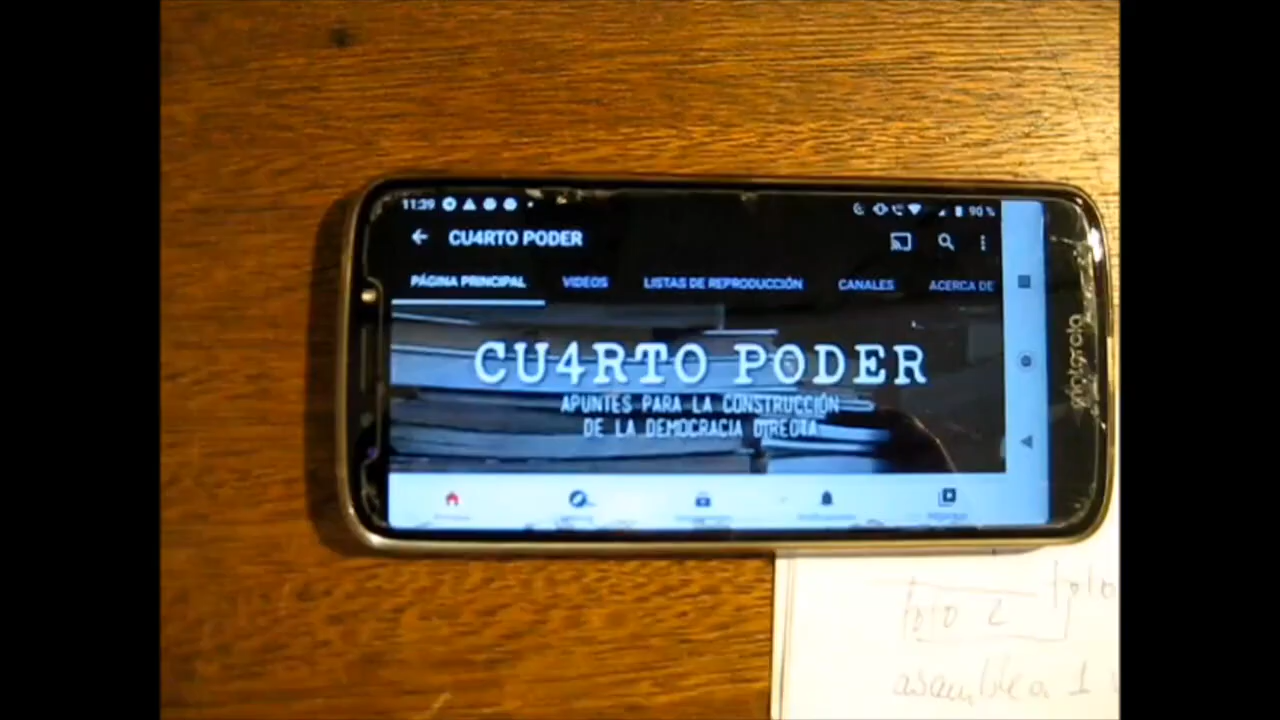 11:39 90 %
CU4RTO PODER
PÁGINA PRINCIPAL VIDEOS LISTAS DE REPRODUCCIÓN CANALES ACERCA DE
CU4RTO PODER
APUNTES PARA LA CONSTRUCCIÓN
DE LA DEMOCRACIA DIRECTA
motorola
foto 2
asamblea 1